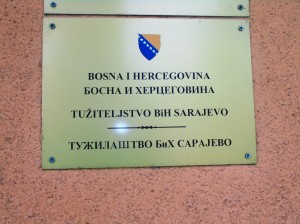 BOSNA I HERCEGOVINA
БОСНА И ХЕРЦЕГОВИНА
TUŽITELJSTVO BiH SARAJEVO
ТУЖИЛАШТВО БиХ САРАЈЕВО